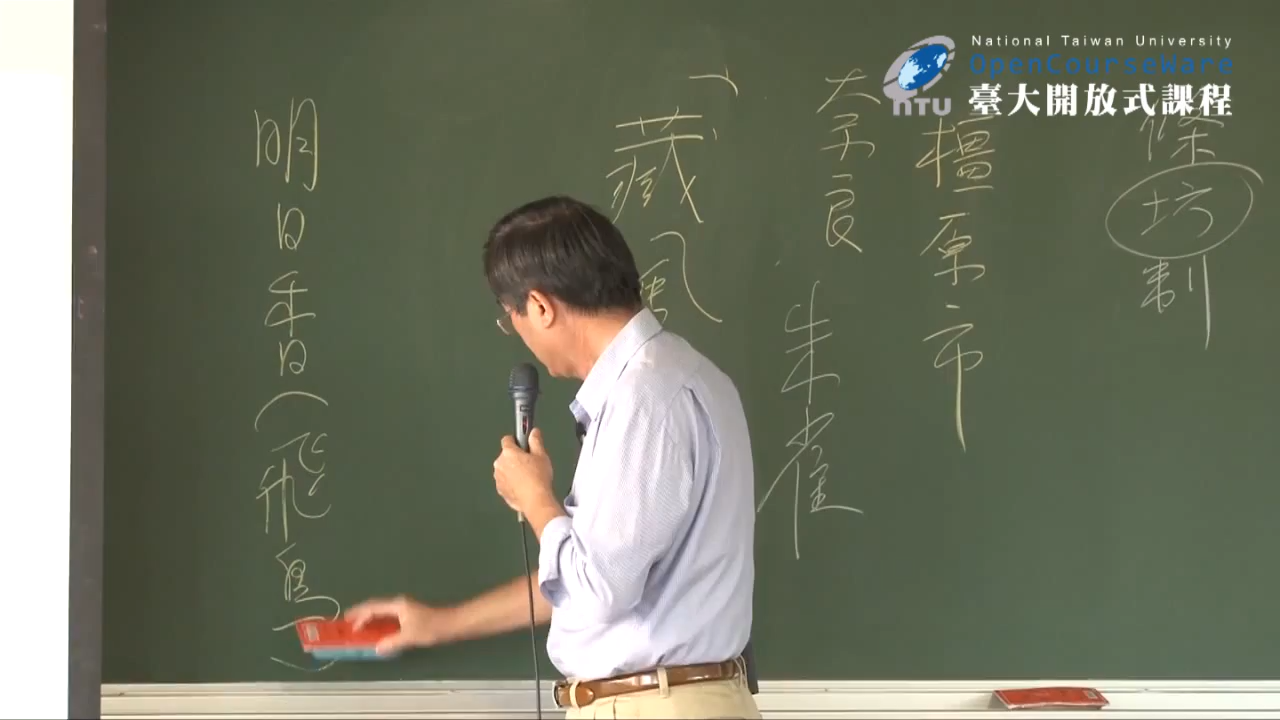 National Taiwan University
OpenCourseWare
NTU
臺大開放式課程
條坊制
橿原市
奈良
朱雀
「藏風
明日香(飛鳥)